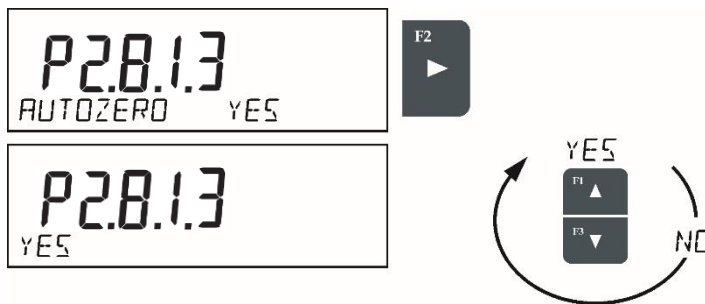 P2.8.1.3
AUTOZERO YES
F2
P2.8.1.3
YES
YES
F1
F3
NO